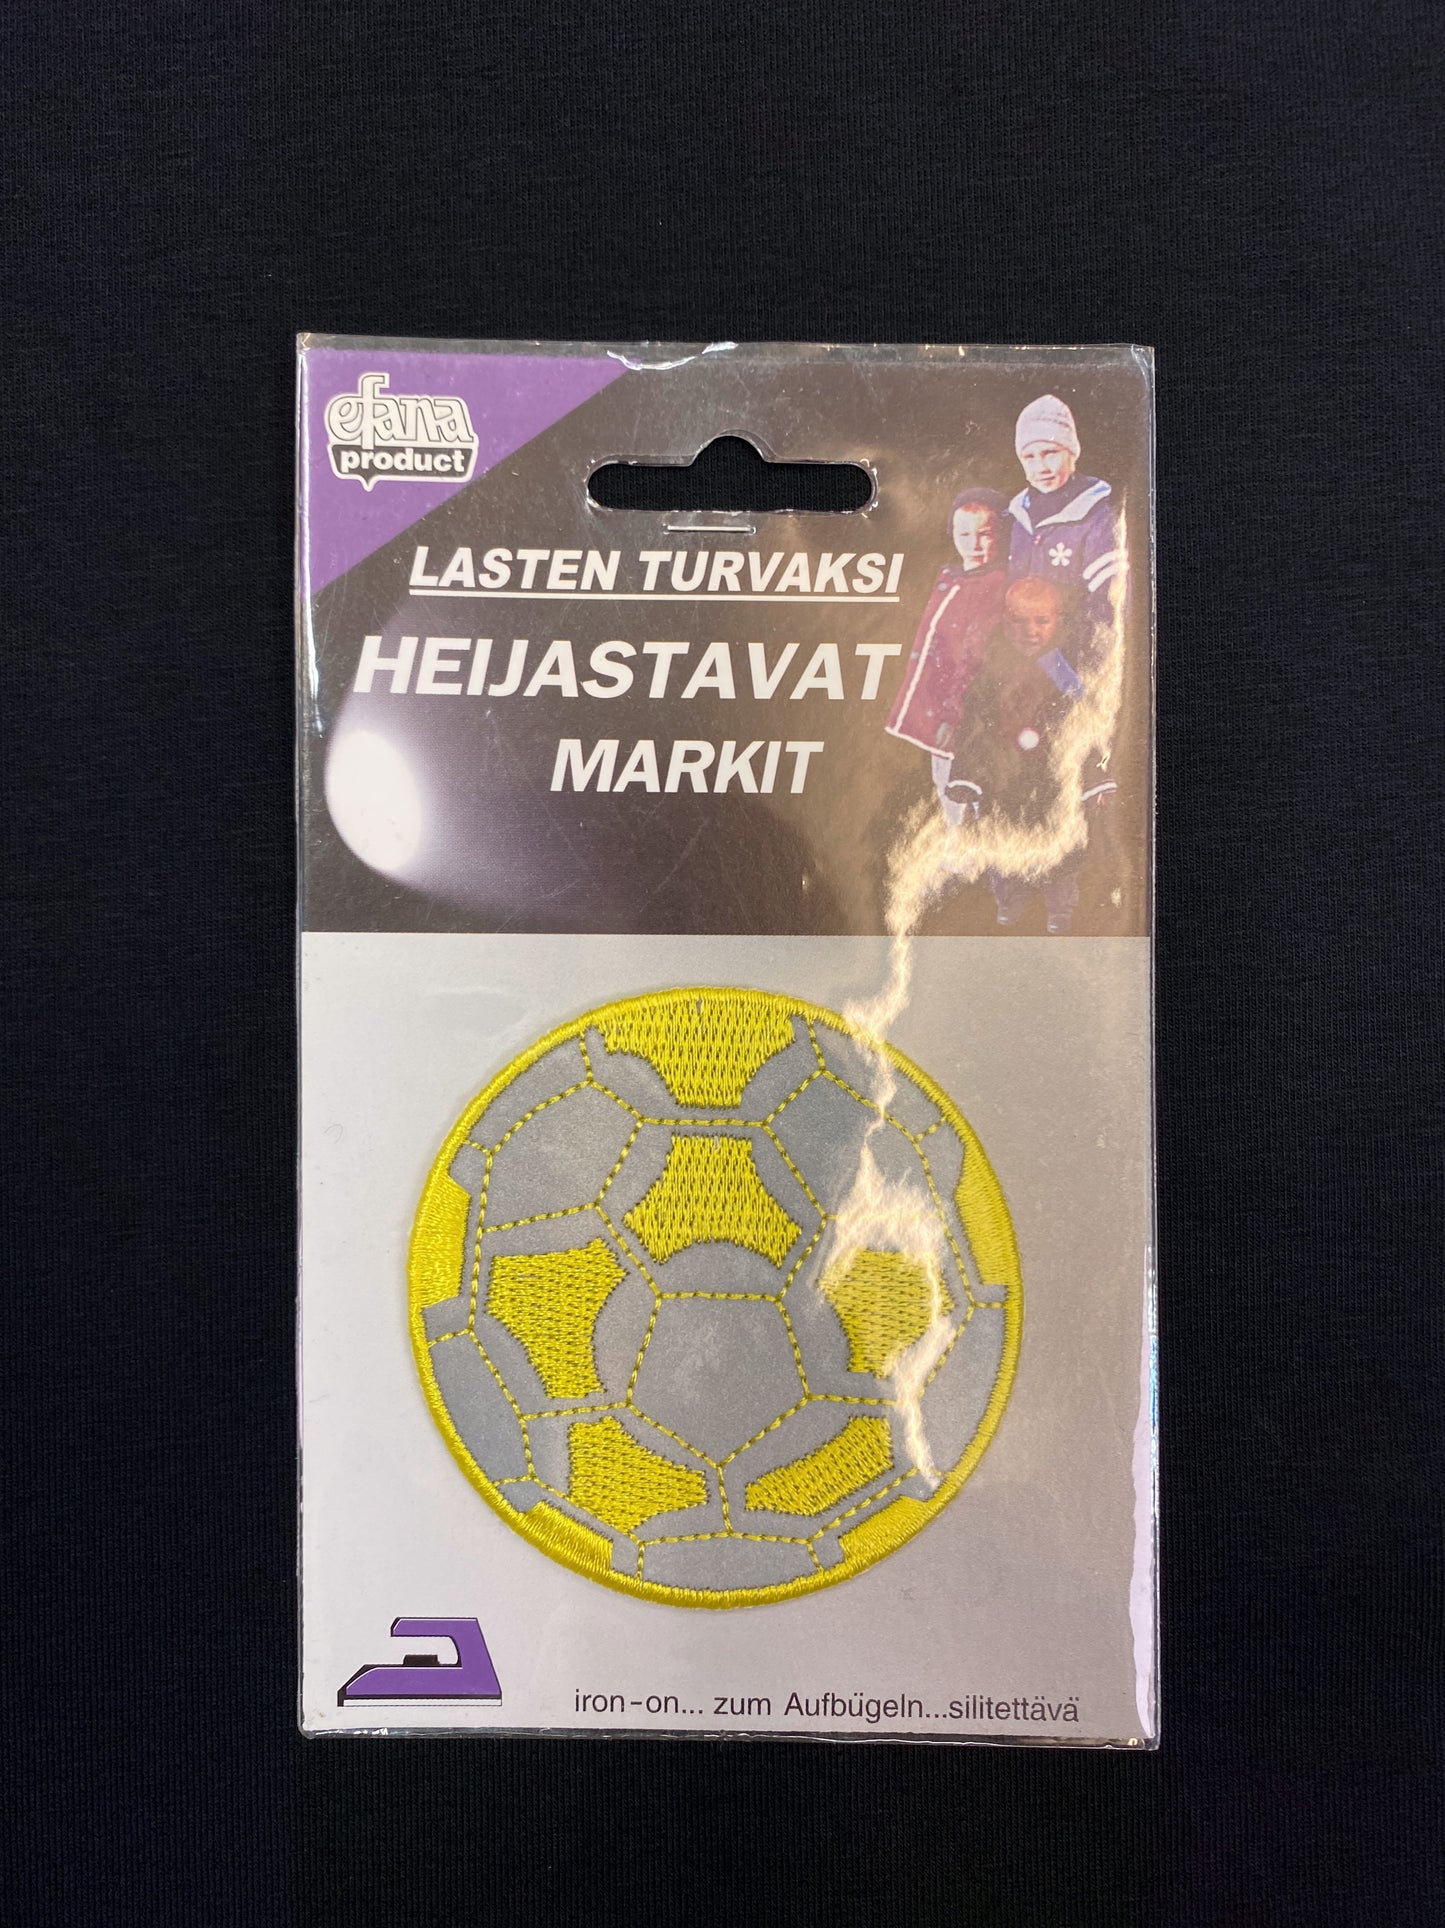 efana
product
LASTEN TURVAKSI
HEIJASTAVAT
MARKIT
iron-on... zum Aufbügeln...silitettävä